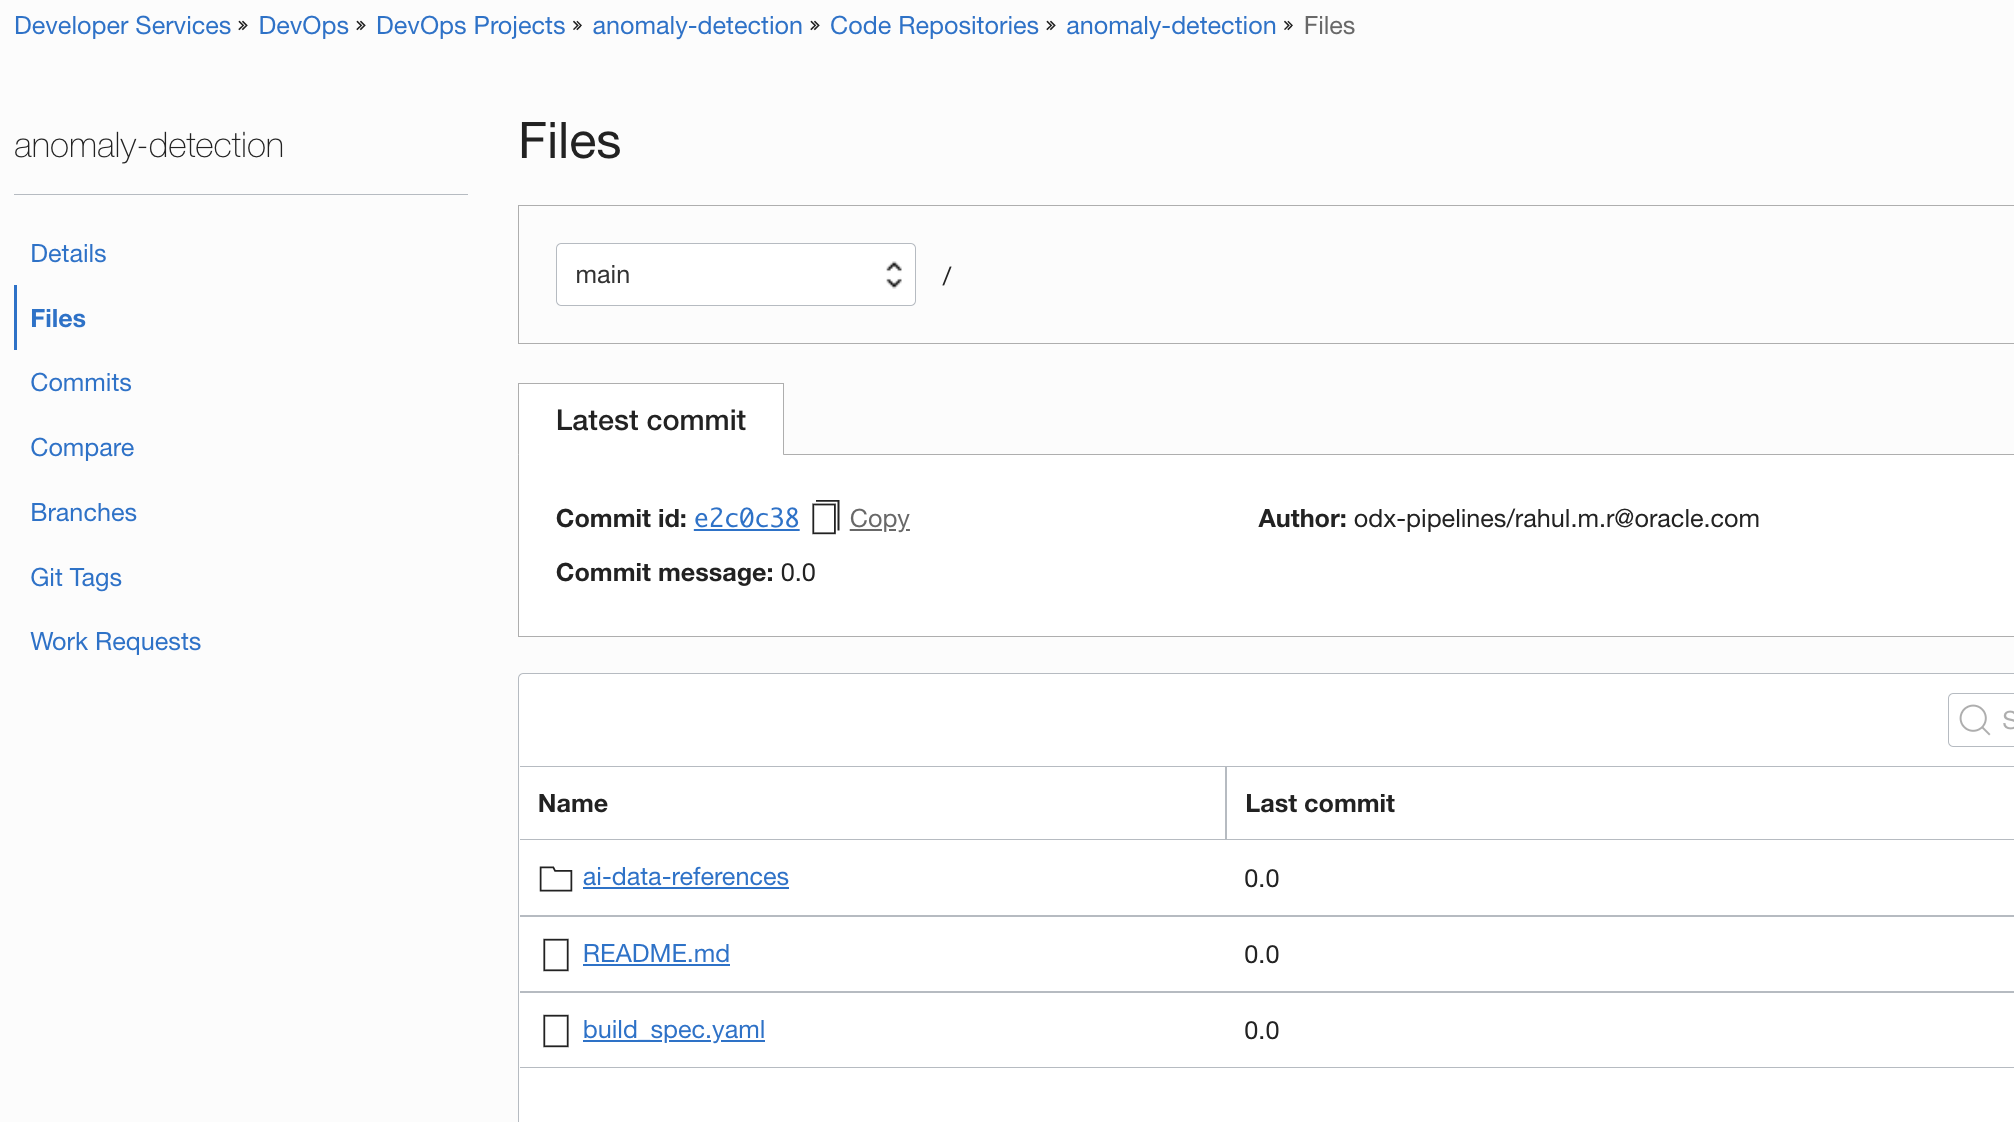 Developer Services » DevOps » DevOps Projects » anomaly-detection » Code Repositories » anomaly-detection » Files
anomaly-detection
Details
Files
Commits
Compare
Branches
Git Tags
Work Requests
Files
main /
Latest commit
Commit id: e2c0c38 Copy
Author: odx-pipelines/rahul.m.r@oracle.com
Commit message: 0.0
Name Last commit
ai-data-references 0.0
README.md 0.0
build_spec.yaml 0.0